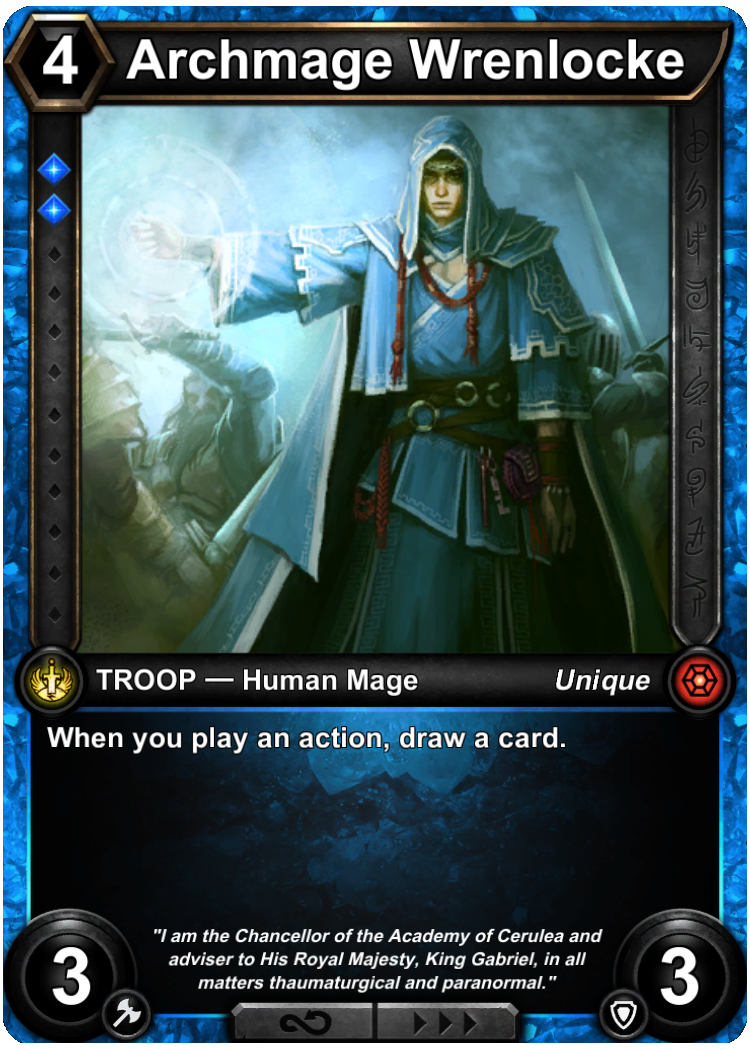 4 Archmage Wrenlocke
TROOP — Human Mage Unique
When you play an action, draw a card.
"I am the Chancellor of the Academy of Cerulea and
adviser to His Royal Majesty, King Gabriel, in all
matters thaumaturgical and paranormal."
3 3